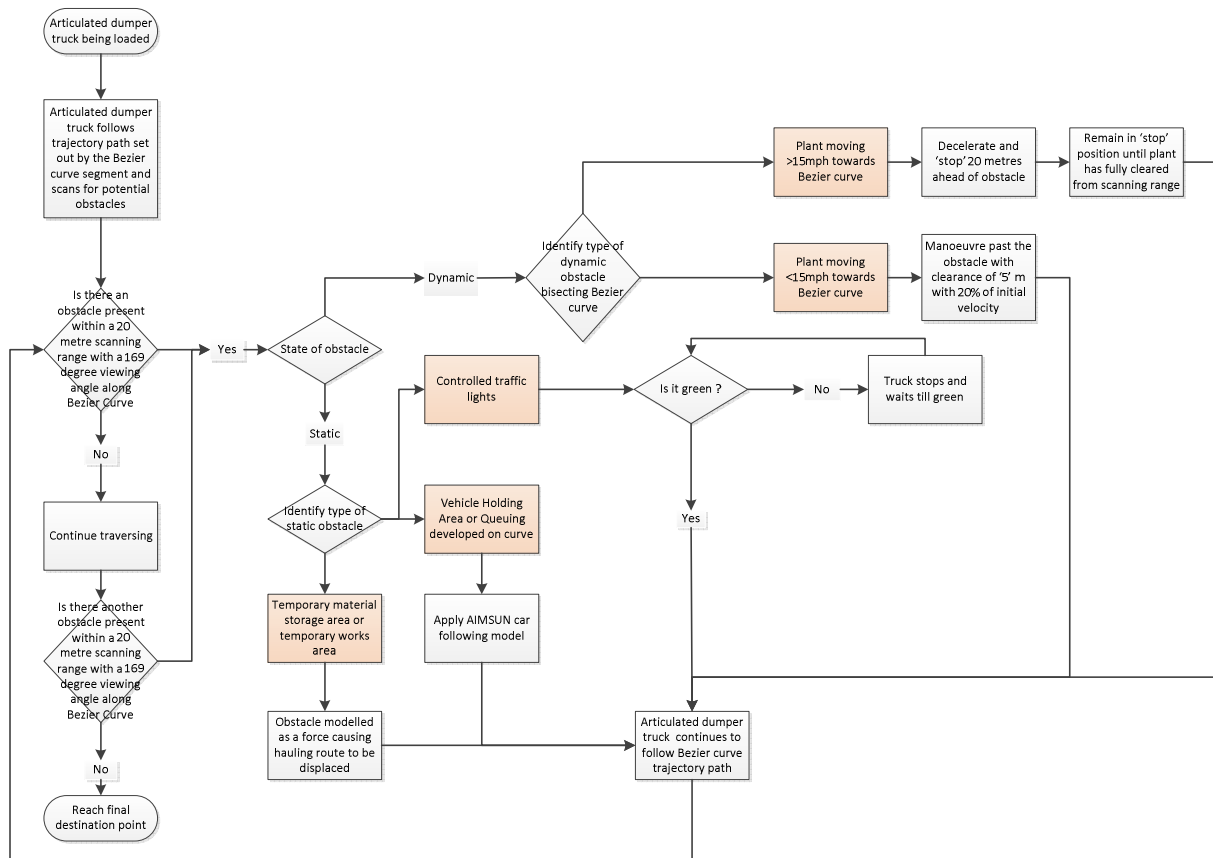 Articulated dumper
truck being loaded
Articulated dumper
truck follows
trajectory path set
out by the Bezier
curve segment and
scans for potential
obstacles
Is there an
obstacle present
within a 20
metre scanning
range with a 169
degree viewing
angle along
Bezier Curve
No
Continue traversing
Is there another
obstacle present
within a 20
metre scanning
range with a 169
degree viewing
angle along
Bezier Curve
No
Reach final
destination point
Yes
State of obstacle
Dynamic
Identify type of
dynamic
obstacle
bisecting Bezier
curve
Plant moving
>15mph towards
Bezier curve
Decelerate and
‘stop’ 20 metres
ahead of obstacle
Remain in ‘stop’
position until plant
has fully cleared
from scanning range
Plant moving
<15mph towards
Bezier curve
Manoeuvre past the
obstacle with
clearance of ‘5’ m
with 20% of initial
velocity
Static
Identify type of
static obstacle
Controlled traffic
lights
Is it green ?
No
Truck stops and
waits till green
Yes
Vehicle Holding
Area or Queuing
developed on curve
Apply AIMSUN car
following model
Temporary material
storage area or
temporary works
area
Obstacle modelled
as a force causing
hauling route to be
displaced
Articulated dumper
truck continues to
follow Bezier curve
trajectory path